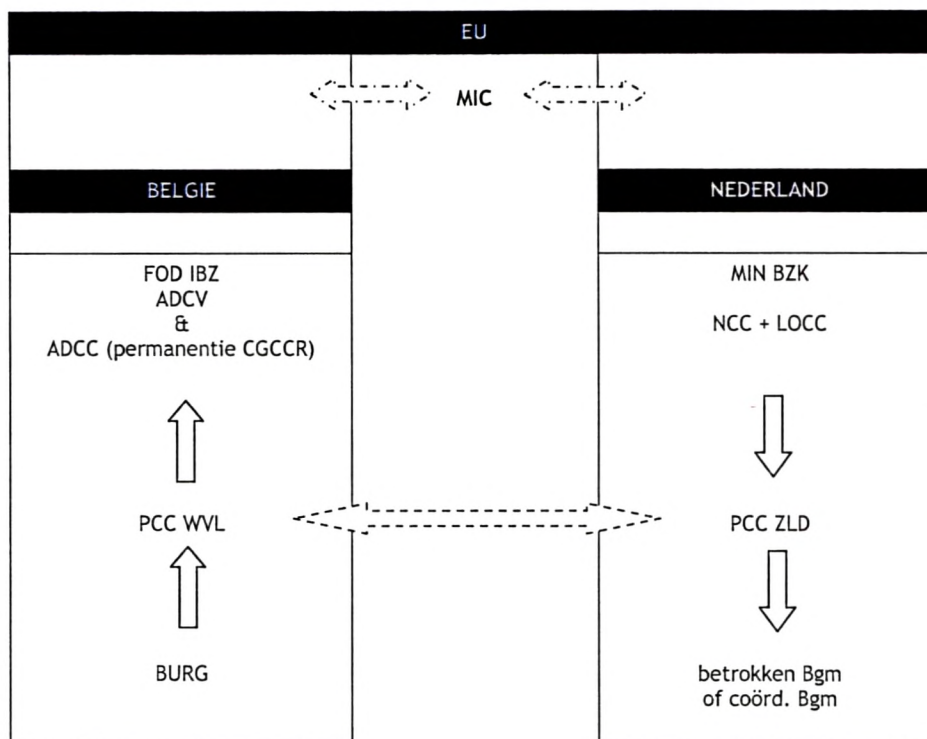 EU
MIC
BELGIE
NEDERLAND
FOD IBZ
ADCV
&
ADCC (permanentie CGCCR)
MIN BZK
NCC + LOCC
PCC WVL
PCC ZLD
BURG
betrokken Bgm
of coörd. Bgm